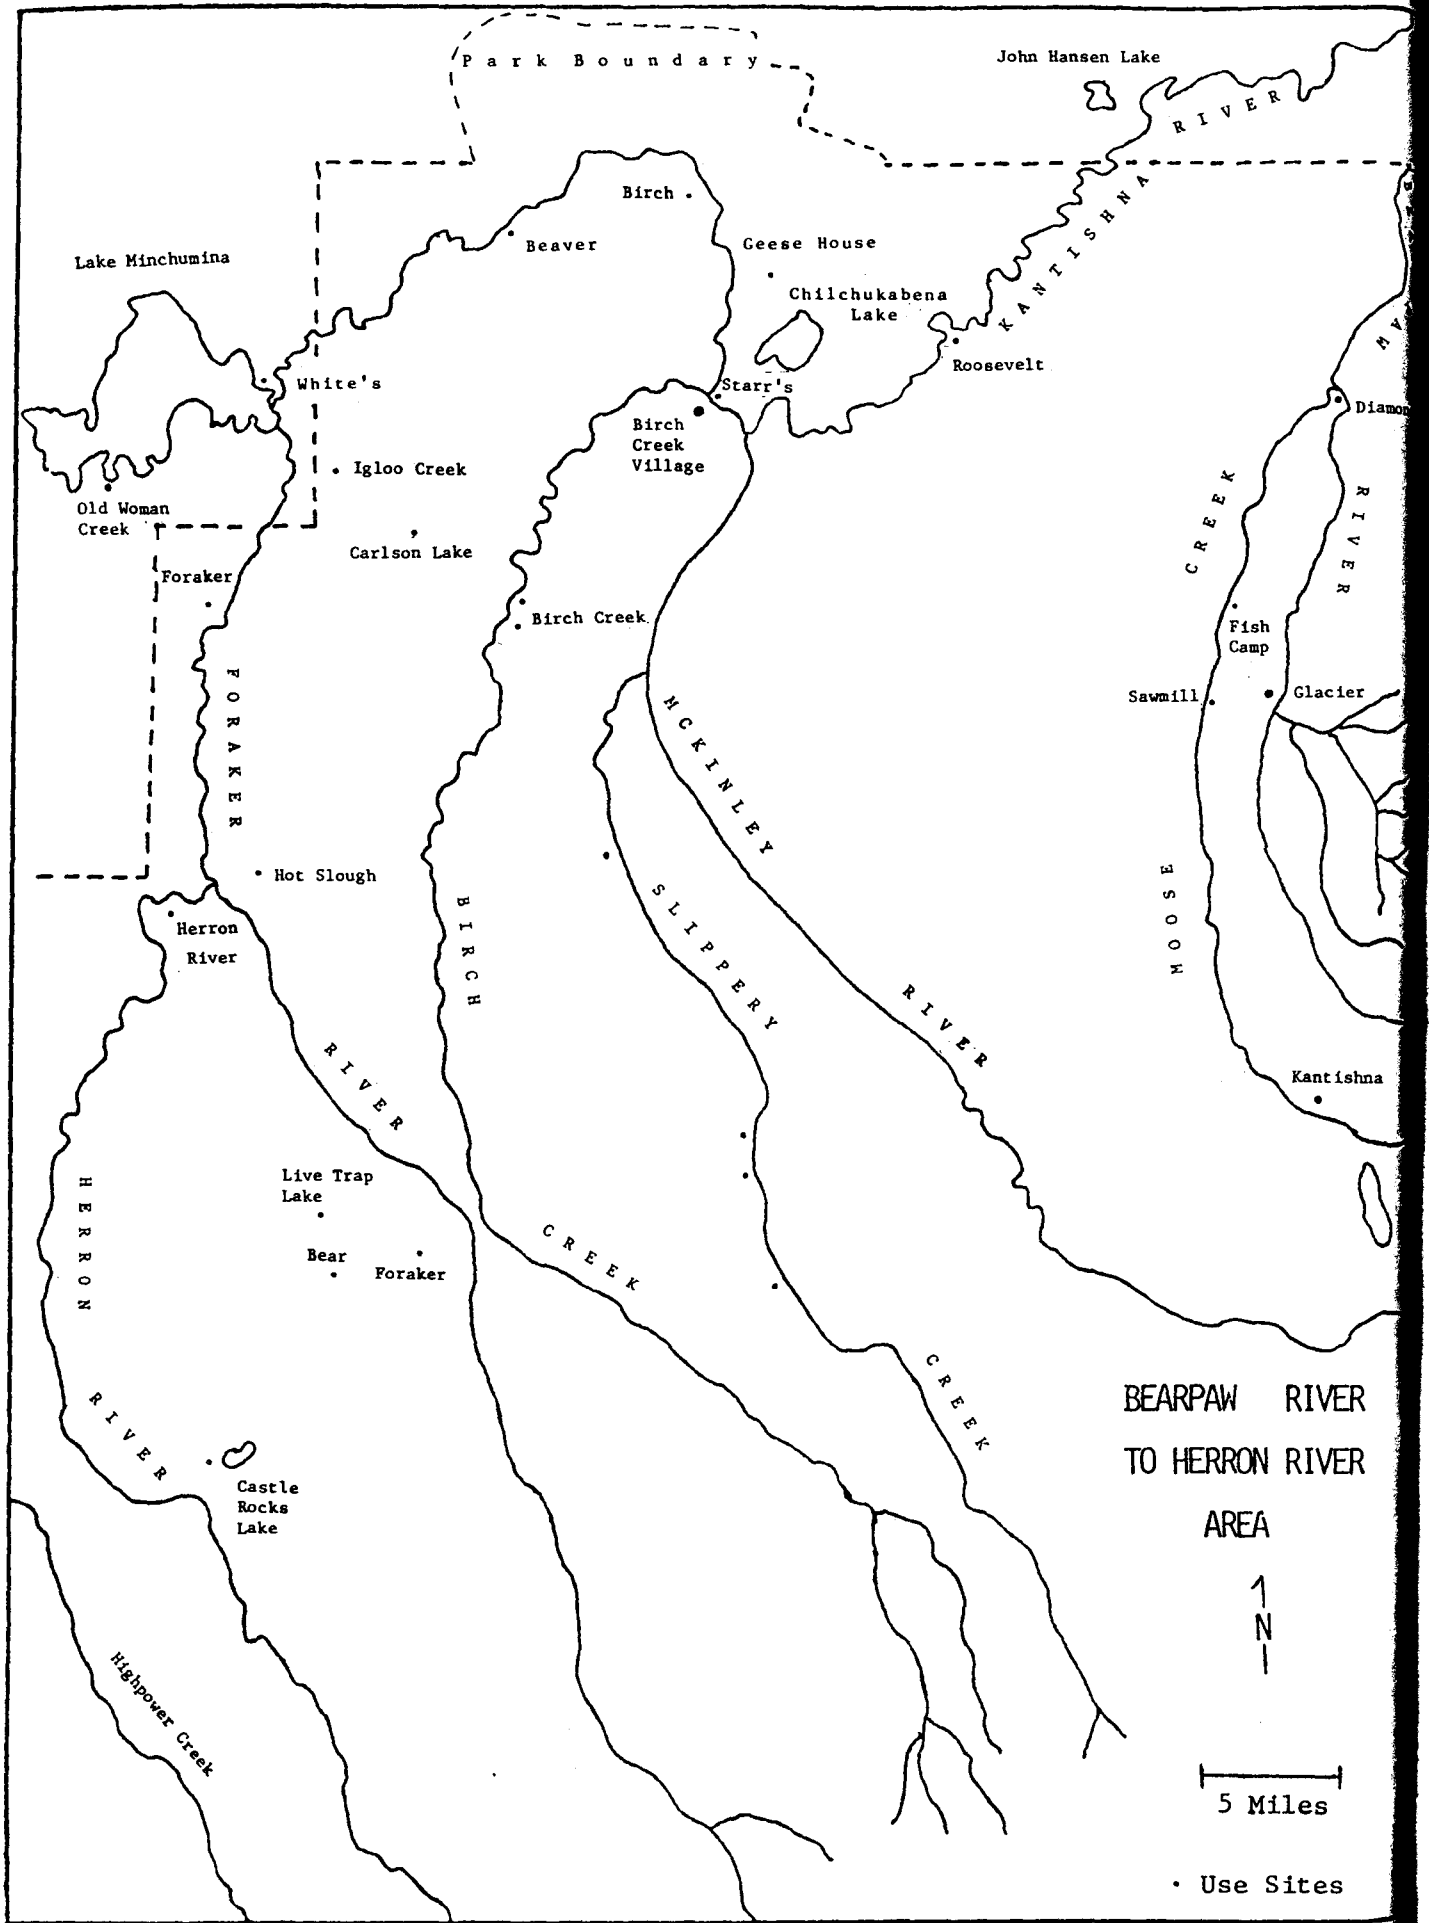 Park Boundary
John Hansen Lake
KANTISHNA RIVER
Birch
Beaver
Geese House
Lake Minchumina
Chilchukabena
Lake
Roosevelt
White's
Starr's
Birch
Creek
Village
Diamon
Igloo Creek
Old Woman
Creek
Carlson Lake
Foraker
Birch Creek
Fish
Camp
Sawmill
Glacier
FORAKER
RIVER
MCKINLEY
RIVER
MOOSE
CREEK
RIVER
Hot Slough
Herron
River
BIRCH
CREEK
SLIPPERY
CREEK
Kantishna
Live Trap
Lake
Bear
Foraker
HERRON
RIVER
Castle
Rocks
Lake
Highpower Creek
BEARPAW RIVER
TO HERRON RIVER
AREA
N
5 Miles
· Use Sites